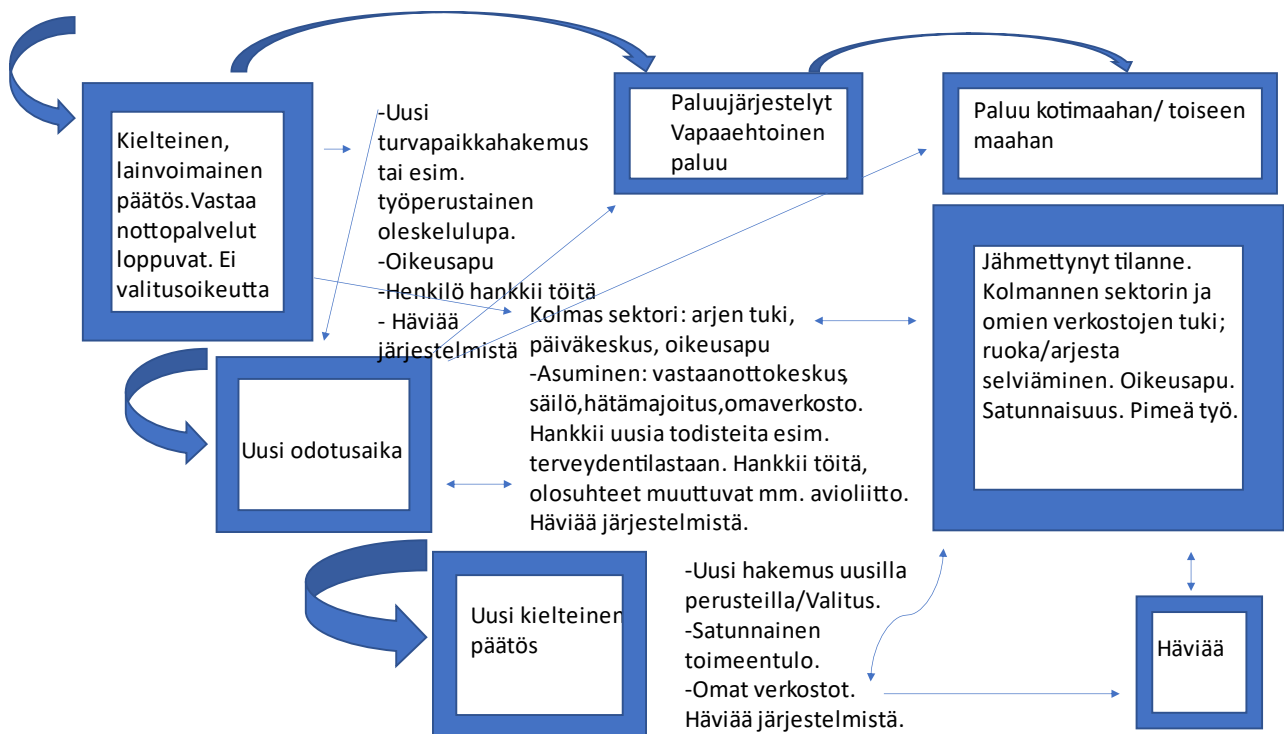 Kielteinen,
lainvoimainen
päätös.Vastaa
nottopalvelut
loppuvat. Ei
valitusoikeutta
-Uusi
turvapaikkahakemus
tai esim.
työperustainen
oleskelulupa.
-Oikeusapu
-Henkilö hankkii töitä
- Häviää
järjestelmistä
Paluujärjestelyt
Vapaaehtoinen
paluu
Paluu kotimaahan/ toiseen
maahan
Jähmettynyt tilanne.
Kolmannen sektorin ja
omien verkostojen tuki;
ruoka/arjesta
selviäminen. Oikeusapu.
Satunnaisuus. Pimeä työ.
Kolmas sektori: arjen tuki,
päiväkeskus, oikeusapu
-Asuminen: vastaanottokeskus,
säilö,hätämajoitus,omaverkosto.
Hankkii uusia todisteita esim.
terveydentilastaan. Hankkii töitä,
olosuhteet muuttuvat mm. avioliitto.
Häviää järjestelmistä.
Uusi odotusaika
Uusi kielteinen
päätös
-Uusi hakemus uusilla
perusteilla/Valitus.
-Satunnainen
toimeentulo.
-Omat verkostot.
Häviää järjestelmistä.
Häviää